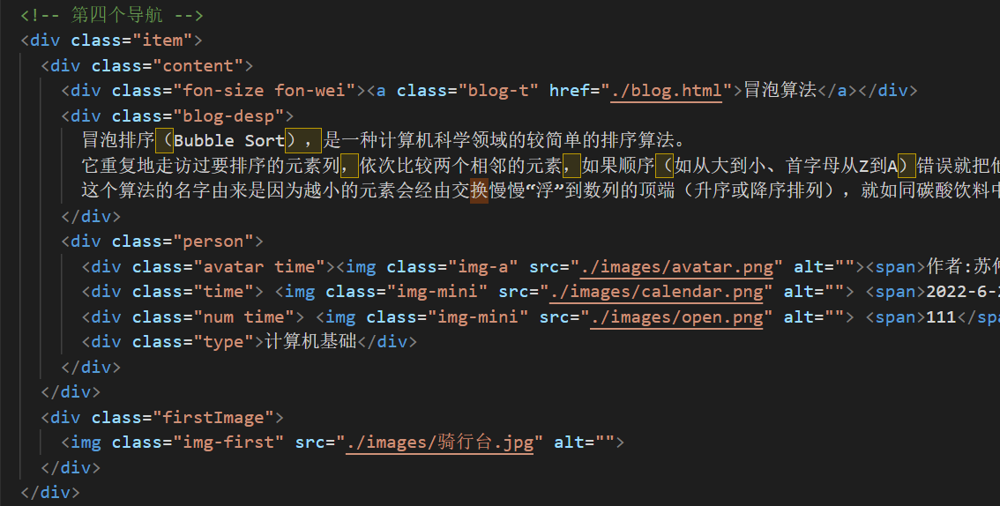 <!-- 第四个导航 -->
<div class="item">
<div class="content">
<div class="fon-size fon-wei"><a class="blog-t" href="./blog.html">冒泡算法</a></div>
<div class="blog-desp">
冒泡排序（Bubble Sort），是一种计算机科学领域的较简单的排序算法。
它重复地走访过要排序的元素列，依次比较两个相邻的元素，如果顺序（如从大到小、首字母从Z到A）错误就把他
这个算法的名字由来是因为越小的元素会经由交换慢慢“浮”到数列的顶端（升序或降序排列），就如同碳酸饮料中
</div>
<div class="person">
<div class="avatar time"><img class="img-a" src="./images/avatar.png" alt=""><span>作者:苏
<div class="time"> <img class="img-mini" src="./images/calendar.png" alt=""> <span>2022-6-
<div class="num time"> <img class="img-mini" src="./images/open.png" alt=""> <span>111</spa
<div class="type">计算机基础</div>
</div>
</div>
<div class="firstImage">
<img class="img-first" src="./images/骑行台.jpg" alt="">
</div>
</div>